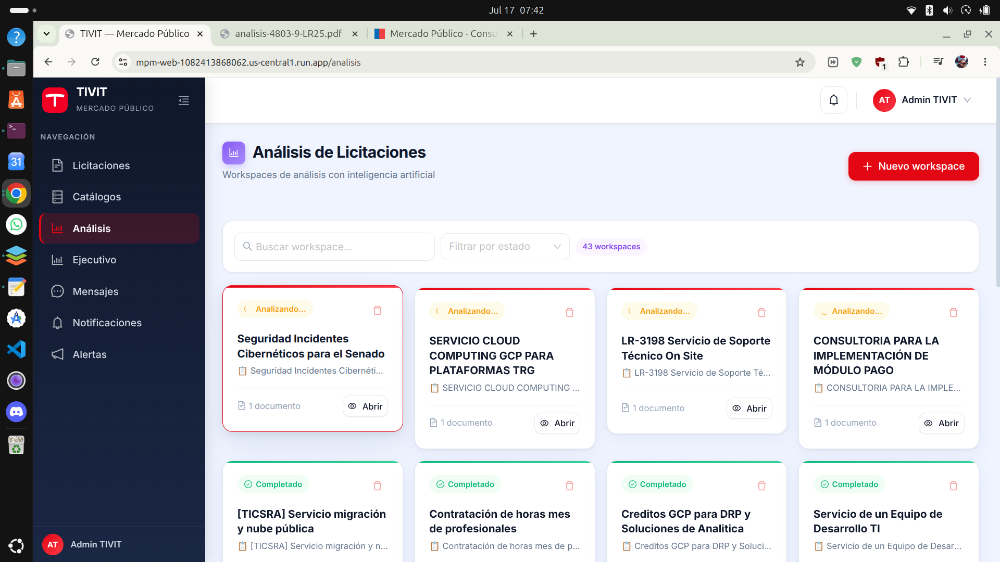 Jul 17 07:42
TIVIT — Mercado Público
analisis-4803-9-LR25.pdf
Mercado Público - Consu
mpm-web-1082413868062.us-central1.run.app/analisis
1
31
TIVIT
MERCADO PÚBLICO
NAVEGACIÓN
Licitaciones
Catálogos
Análisis
Ejecutivo
Mensajes
Notificaciones
Alertas
AT
Admin TIVIT
AT
Admin TIVIT
Análisis de Licitaciones
Workspaces de análisis con inteligencia artificial
+ Nuevo workspace
Buscar workspace...
Filtrar por estado
43 workspaces
Analizando...
Seguridad Incidentes
Cibernéticos para el Senado
Seguridad Incidentes Cibernéti...
1 documento
Abrir
Analizando...
SERVICIO CLOUD
COMPUTING GCP PARA
PLATAFORMAS TRG
SERVICIO CLOUD COMPUTING ...
1 documento
Abrir
Analizando...
LR-3198 Servicio de Soporte
Técnico On Site
LR-3198 Servicio de Soporte Té...
1 documento
Abrir
Analizando...
CONSULTORIA PARA LA
IMPLEMENTACIÓN DE
MÓDULO PAGO
CONSULTORIA PARA LA IMPLE...
1 documento
Abrir
Completado
[TICSRA] Servicio migración
y nube pública
[TICSRA] Servicio migración y n...
Completado
Contratación de horas mes
de profesionales
Contratación de horas mes de p...
Completado
Creditos GCP para DRP y
Soluciones de Analitica
Creditos GCP para DRP y Soluci...
Completado
Servicio de un Equipo de
Desarrollo TI
Servicio de un Equipo de Desar...